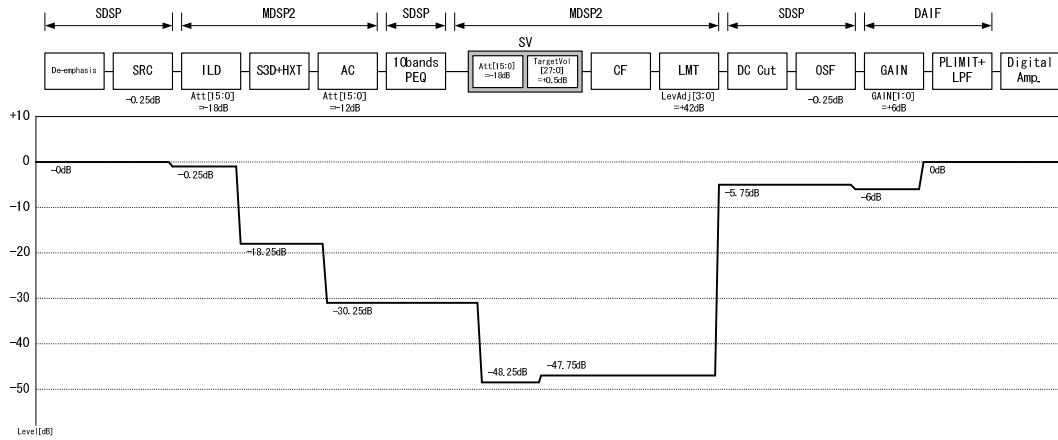 SDSP
MDSP2
SDSP
MDSP2
SDSP
DAIF
SV
De-emphasis
SRC
ILD
S3D+HXT
AC
10bands
PEQ
Att[15:0]
=-18dB
TargetVol
[27:0]
=+0.5dB
CF
LMT
DC Cut
OSF
GAIN
PLIMIT+
LPF
Digital
Amp.
-0.25dB
Att[15:0]
=-18dB
Att[15:0]
=-12dB
LevAdj[3:0]
=+42dB
-0.25dB
GAIN[1:0]
=+6dB
+10
0
-0dB
-0.25dB
0dB
-5.75dB
-6dB
-10
-18.25dB
-20
-30
-30.25dB
-40
-48.25dB
-47.75dB
-50
Level[dB]